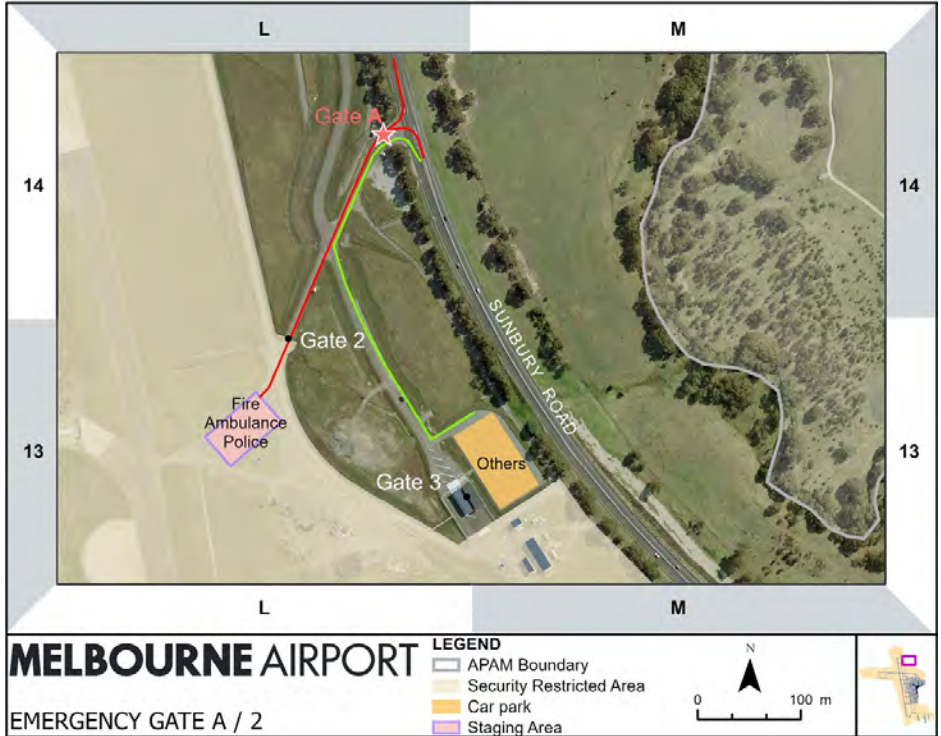 L
M
14
14
Gate A
SUNBURY ROAD
Gate 2
Fire
Ambulance
Police
13
13
Others
Gate 3
L
M
MELBOURNE AIRPORT
EMERGENCY GATE A / 2
LEGEND
APAM Boundary
Security Restricted Area
Car park
Staging Area
N
0 100 m